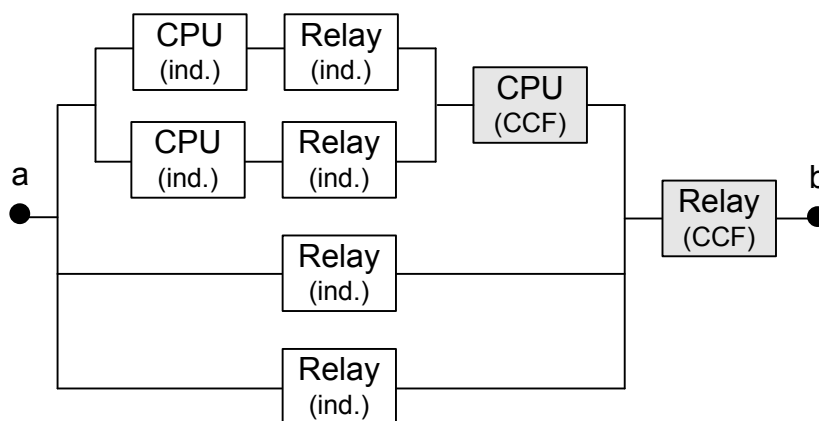 CPU
(ind.)
Relay
(ind.)
CPU
(CCF)
CPU
(ind.)
Relay
(ind.)
a
b
Relay
(CCF)
Relay
(ind.)
Relay
(ind.)